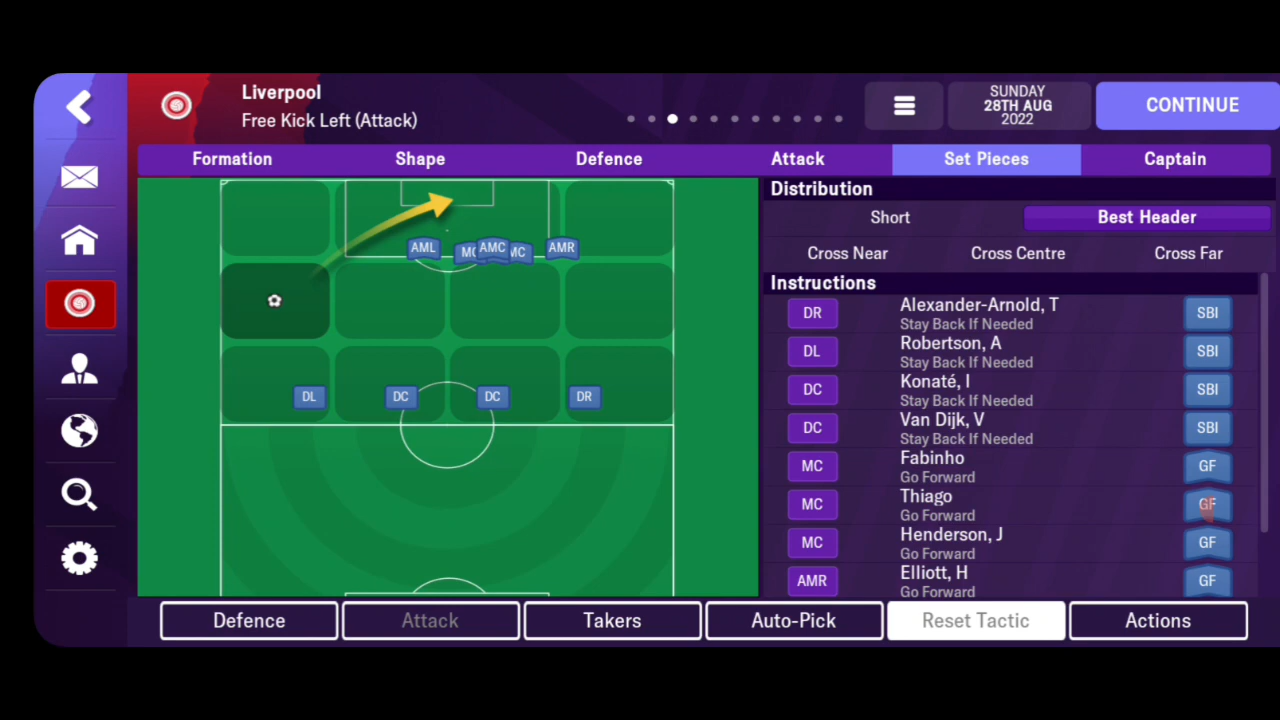 Liverpool
Free Kick Left (Attack)
SUNDAY
28TH AUG
2022
CONTINUE
Formation
Shape
Defence
Attack
Set Pieces
Captain
AML
MC
AMC
MC
AMR
DL
DC
DC
DR
Distribution
Short
Best Header
Cross Near
Cross Centre
Cross Far
Instructions
DR
Alexander-Arnold, T
Stay Back If Needed
SBI
DL
Robertson, A
Stay Back If Needed
SBI
DC
Konaté, I
Stay Back If Needed
SBI
DC
Van Dijk, V
Stay Back If Needed
SBI
MC
Fabinho
Go Forward
GF
MC
Thiago
Go Forward
GF
MC
Henderson, J
Go Forward
GF
AMR
Elliott, H
Go Forward
GF
Defence
Attack
Takers
Auto-Pick
Reset Tactic
Actions